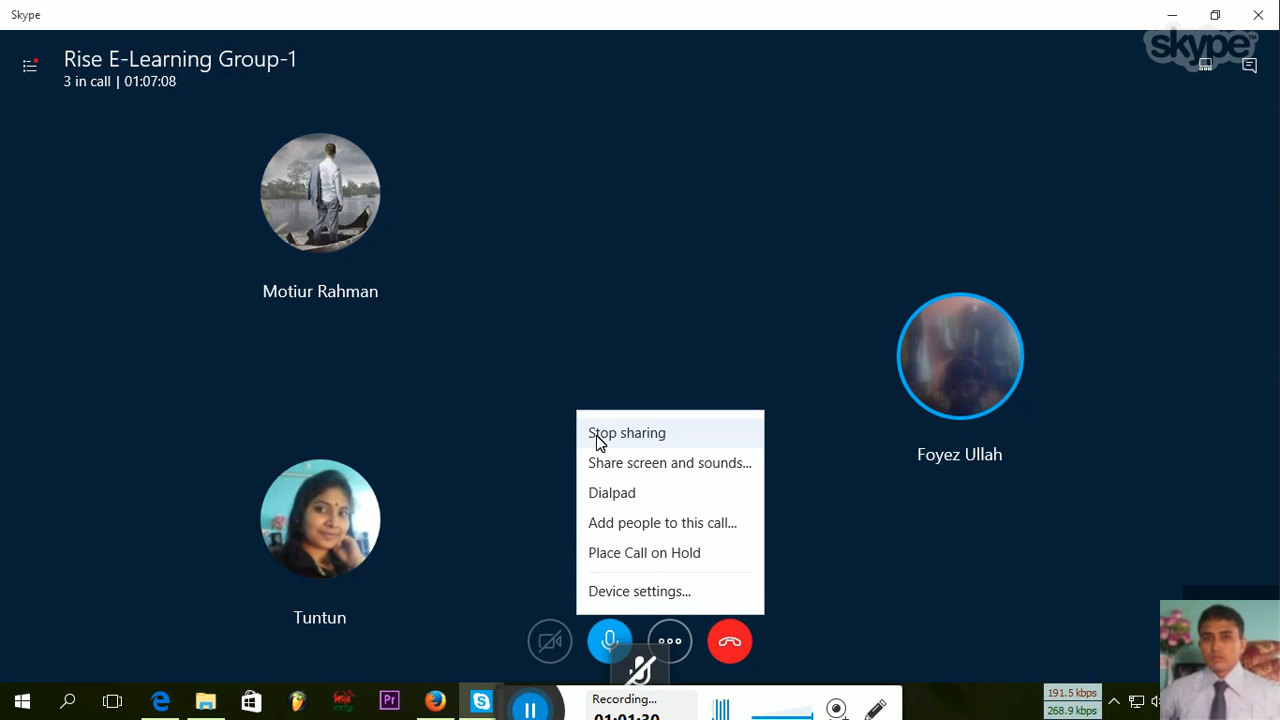 Skype
skype
Rise E-Learning Group-1
3 in call | 01:07:08
Motiur Rahman
Foyez Ullah
Tuntun
Stop sharing
Share screen and sounds...
Dialpad
Add people to this call...
Place Call on Hold
Device settings...
Pr
Recording...
01:01:30
191.5 kbps
268.9 kbps